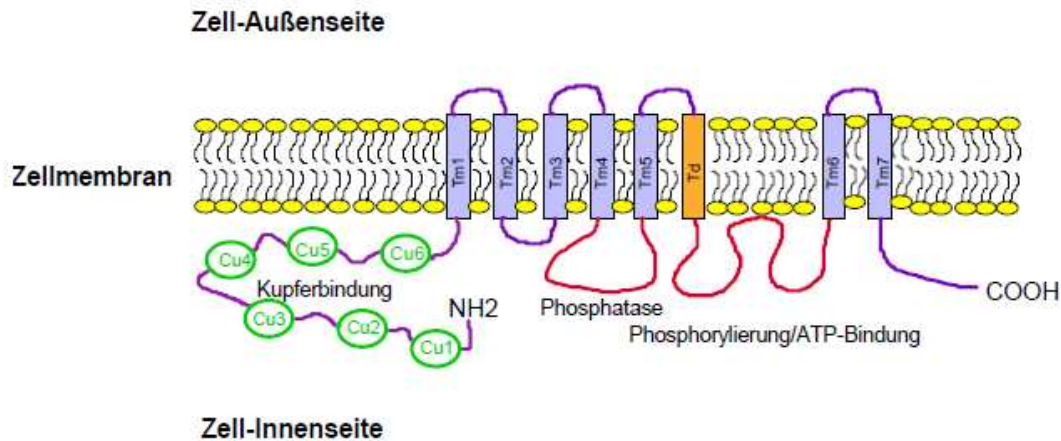 Zell-Außenseite
Zellmembran
Tm1
Tm2
Tm3
Tm4
Tm5
Td
Tm6
Tm7
Cu4
Cu5
Cu6
Kupferbindung
Cu3
Cu2
Cu1
NH2
Phosphatase
Phosphorylierung/ATP-Bindung
COOH
Zell-Innenseite